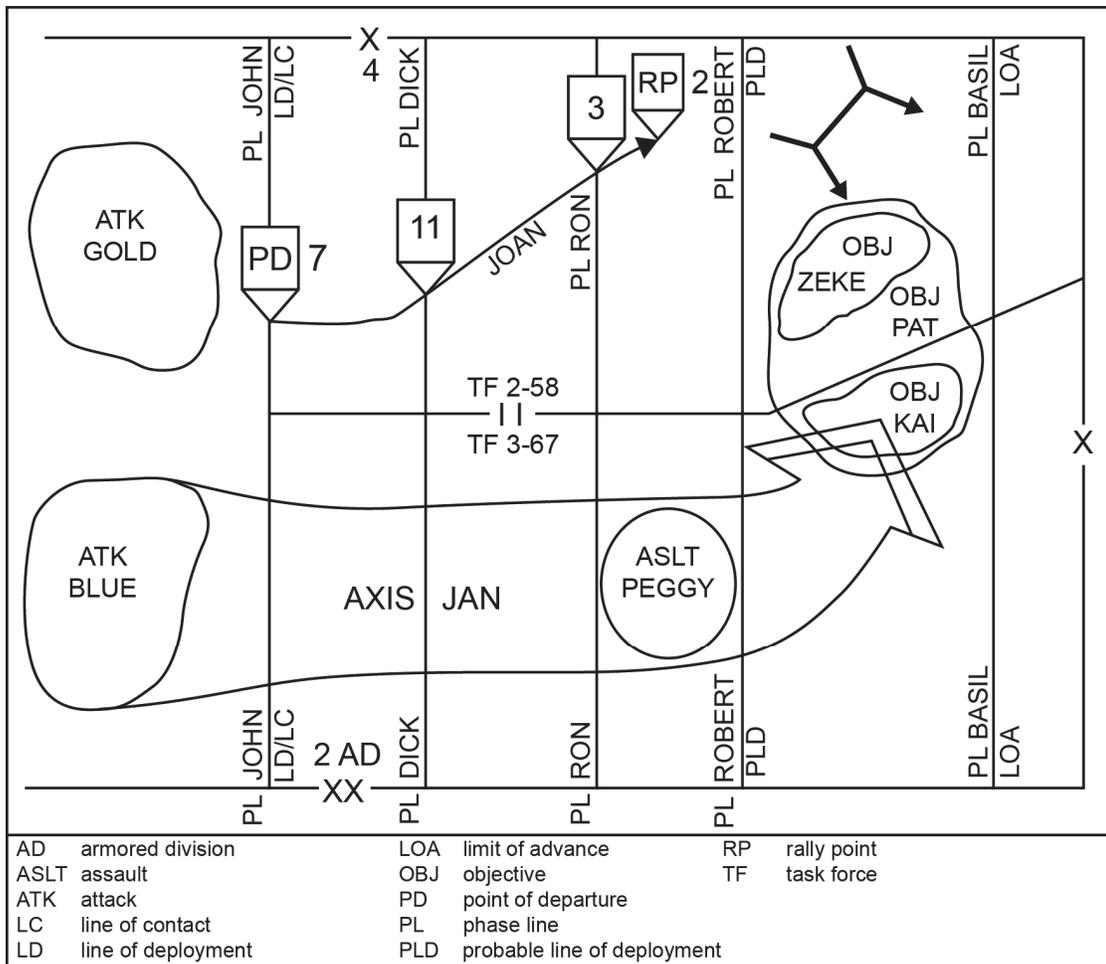 X
4
PL JOHN
LD/LC
PL DICK
3
RP 2
PL ROBERT
PLD
PL BASIL
LOA
ATK
GOLD
PD 7
11
JOAN
PL RON
OBJ
ZEKE
OBJ
PAT
TF 2-58
II
TF 3-67
OBJ
KAI
X
ATK
BLUE
AXIS JAN
ASLT
PEGGY
PL JOHN
LD/LC
2 AD
XX
PL DICK
PL RON
PL ROBERT
PLD
PL BASIL
LOA
PL
PL
PL
PL
AD armored division
ASLT assault
ATK attack
LC line of contact
LD line of deployment
LOA limit of advance
OBJ objective
PD point of departure
PL phase line
PLD probable line of deployment
RP rally point
TF task force